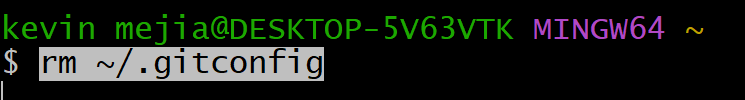 kevin mejia@DESKTOP-5V63VTK MINGW64 ~
$ rm ~/.gitconfig